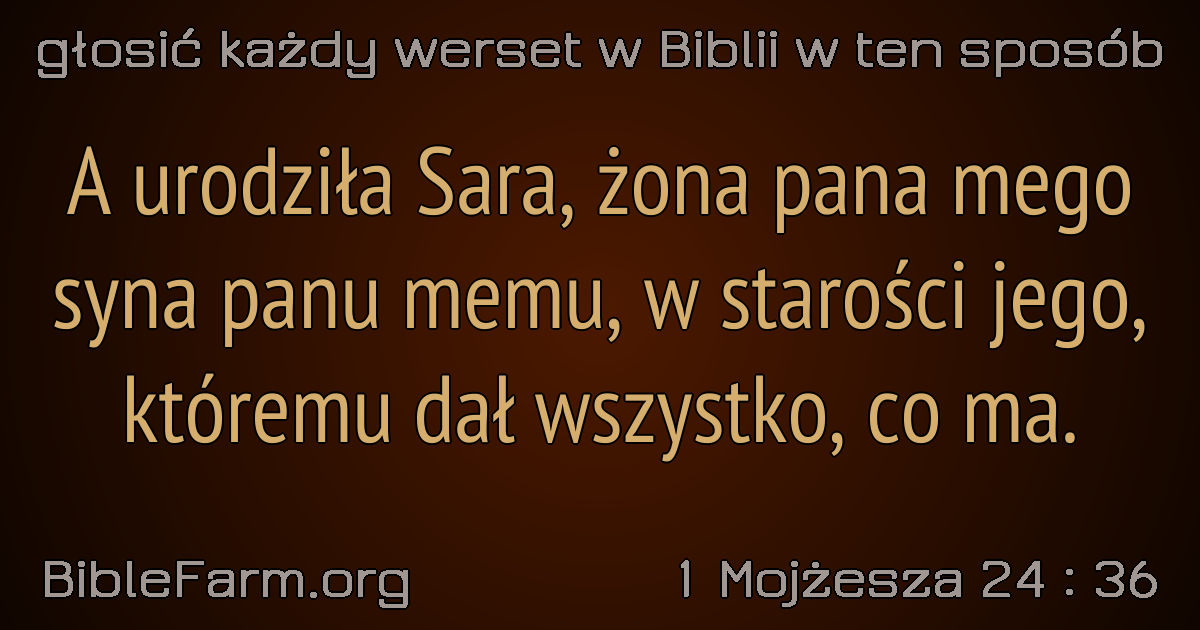 głosić każdy werset w Biblii w ten sposób
A urodziła Sara, żona pana mego
syna panu memu, w starości jego,
któremu dał wszystko, co ma.
BibleFarm.org
1 Mojżesza 24 : 36